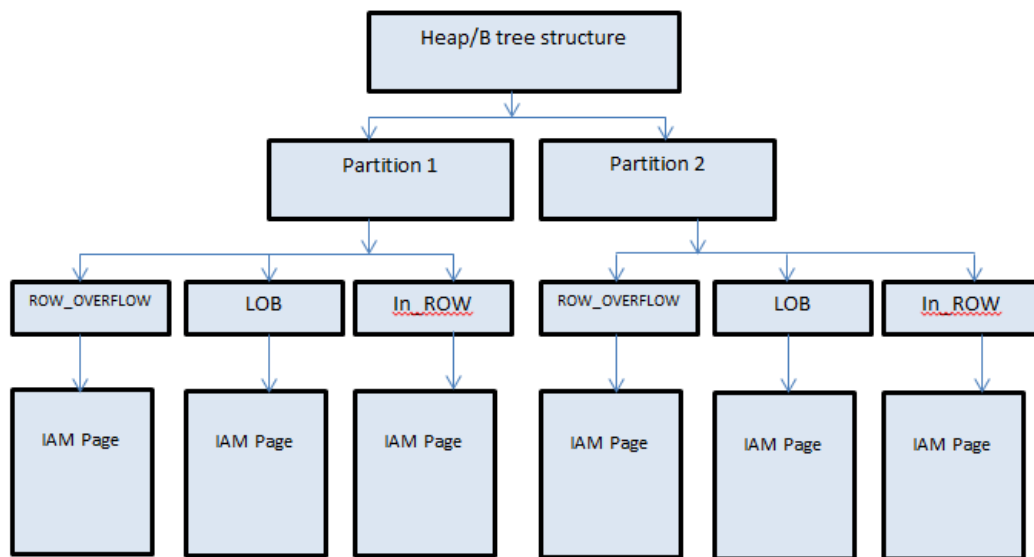 Heap/B tree structure
Partition 1
Partition 2
ROW_OVERFLOW
LOB
In_ROW
ROW_OVERFLOW
LOB
In_ROW
IAM Page
IAM Page
IAM Page
IAM Page
IAM Page
IAM Page